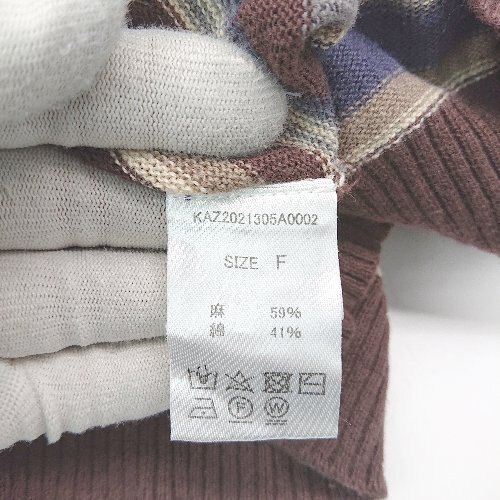 KAZ2021305A0002
SIZE F
麻 59%
綿 41%
P W